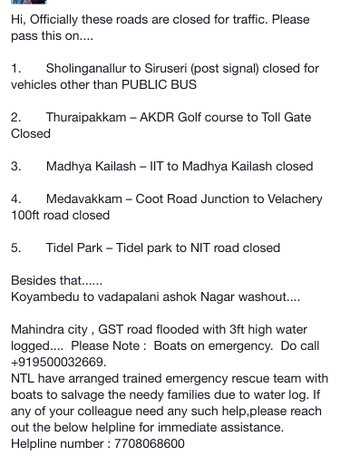 Hi, Officially these roads are closed for traffic. Please
pass this on....
1. Sholinganallur to Siruseri (post signal) closed for
vehicles other than PUBLIC BUS
2. Thuraipakkam – AKDR Golf course to Toll Gate
Closed
3. Madhya Kailash – IIT to Madhya Kailash closed
4. Medavakkam – Coot Road Junction to Velachery
100ft road closed
5. Tidel Park – Tidel park to NIT road closed
Besides that......
Koyambedu to vadapalani ashok Nagar washout....
Mahindra city , GST road flooded with 3ft high water
logged.... Please Note : Boats on emergency. Do call
+919500032669.
NTL have arranged trained emergency rescue team with
boats to salvage the needy families due to water log. If
any of your colleague need any such help,please reach
out the below helpline for immediate assistance.
Helpline number : 7708068600